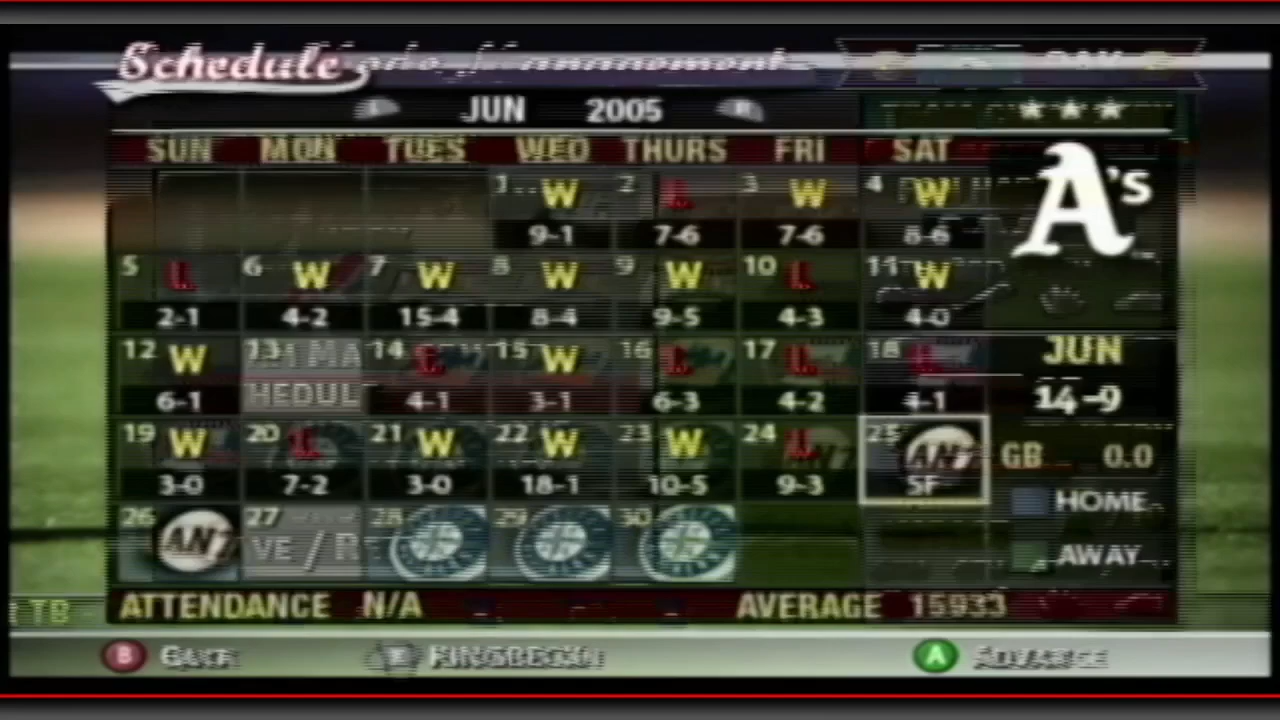 Schedule
JUN 2005
SUN MON TUES WED THURS FRI SAT
A's
1 W 2 L 3 W 4 W
9-1 7-6 7-6 8-6
5 L 6 W 7 W 8 W 9 W 10 L 11 W
2-1 4-2 15-4 8-4 9-5 4-3 4-0
12 W 13 14 L 15 W 16 L 17 L 18 L
JUN
6-1 4-1 3-1 6-3 4-2 4-1
14-9
19 W 20 L 21 W 22 W 23 W 24 L 25
GB 0.0
3-0 7-2 3-0 18-1 10-5 9-3 SF
HOME
26 27 28 29 30
AWAY
TB
ATTENDANCE N/A AVERAGE 15933
B BACK
A ADVANCE